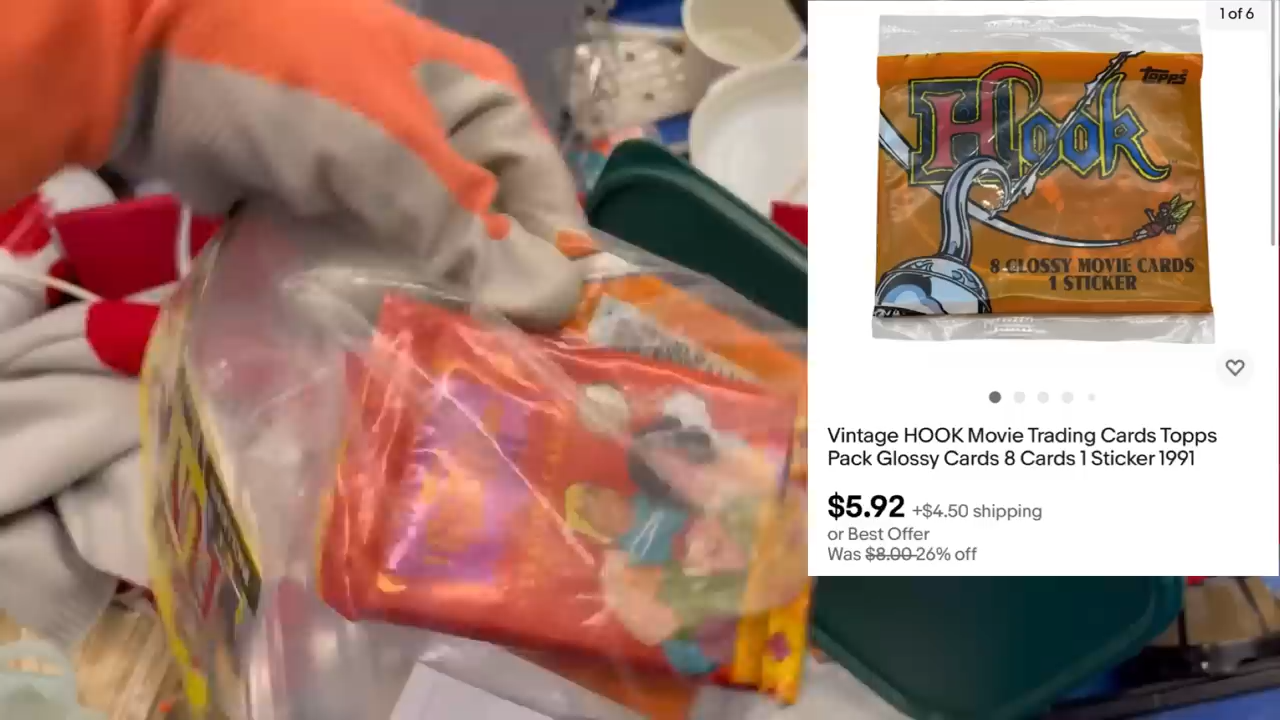 1 of 6
topps
Hook
8 GLOSSY MOVIE CARDS
1 STICKER
Vintage HOOK Movie Trading Cards Topps
Pack Glossy Cards 8 Cards 1 Sticker 1991
$5.92 +$4.50 shipping
or Best Offer
Was $8.00 26% off